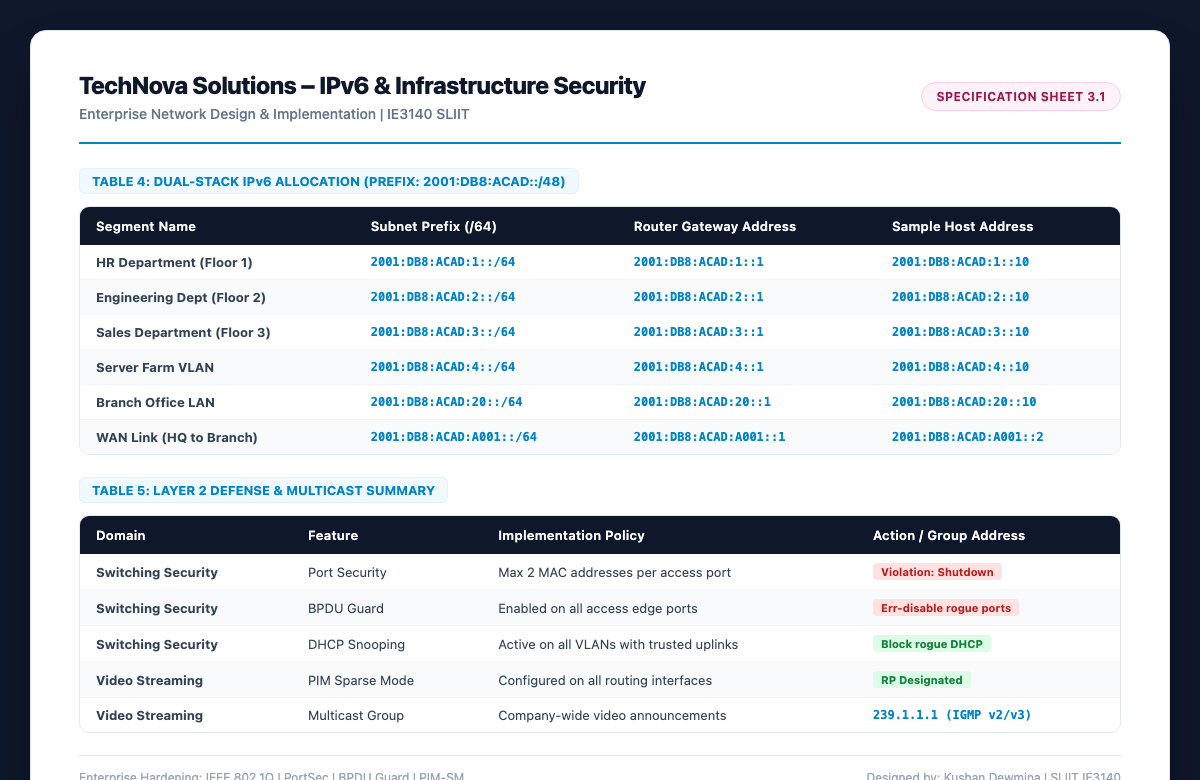 TechNova Solutions – IPv6 & Infrastructure Security
Enterprise Network Design & Implementation | IE3140 SLIIT
SPECIFICATION SHEET 3.1
TABLE 4: DUAL-STACK IPv6 ALLOCATION (PREFIX: 2001:DB8:ACAD::/48)
Segment Name Subnet Prefix (/64) Router Gateway Address Sample Host Address
HR Department (Floor 1) 2001:DB8:ACAD:1::/64 2001:DB8:ACAD:1::1 2001:DB8:ACAD:1::10
Engineering Dept (Floor 2) 2001:DB8:ACAD:2::/64 2001:DB8:ACAD:2::1 2001:DB8:ACAD:2::10
Sales Department (Floor 3) 2001:DB8:ACAD:3::/64 2001:DB8:ACAD:3::1 2001:DB8:ACAD:3::10
Server Farm VLAN 2001:DB8:ACAD:4::/64 2001:DB8:ACAD:4::1 2001:DB8:ACAD:4::10
Branch Office LAN 2001:DB8:ACAD:20::/64 2001:DB8:ACAD:20::1 2001:DB8:ACAD:20::10
WAN Link (HQ to Branch) 2001:DB8:ACAD:A001::/64 2001:DB8:ACAD:A001::1 2001:DB8:ACAD:A001::2
TABLE 5: LAYER 2 DEFENSE & MULTICAST SUMMARY
Domain Feature Implementation Policy Action / Group Address
Switching Security Port Security Max 2 MAC addresses per access port Violation: Shutdown
Switching Security BPDU Guard Enabled on all access edge ports Err-disable rogue ports
Switching Security DHCP Snooping Active on all VLANs with trusted uplinks Block rogue DHCP
Video Streaming PIM Sparse Mode Configured on all routing interfaces RP Designated
Video Streaming Multicast Group Company-wide video announcements 239.1.1.1 (IGMP v2/v3)
Enterprise Hardening: IEEE 802.1Q | PortSec | BPDU Guard | PIM-SM
Designed by: Kushan Dewmina | SLIIT IE3140